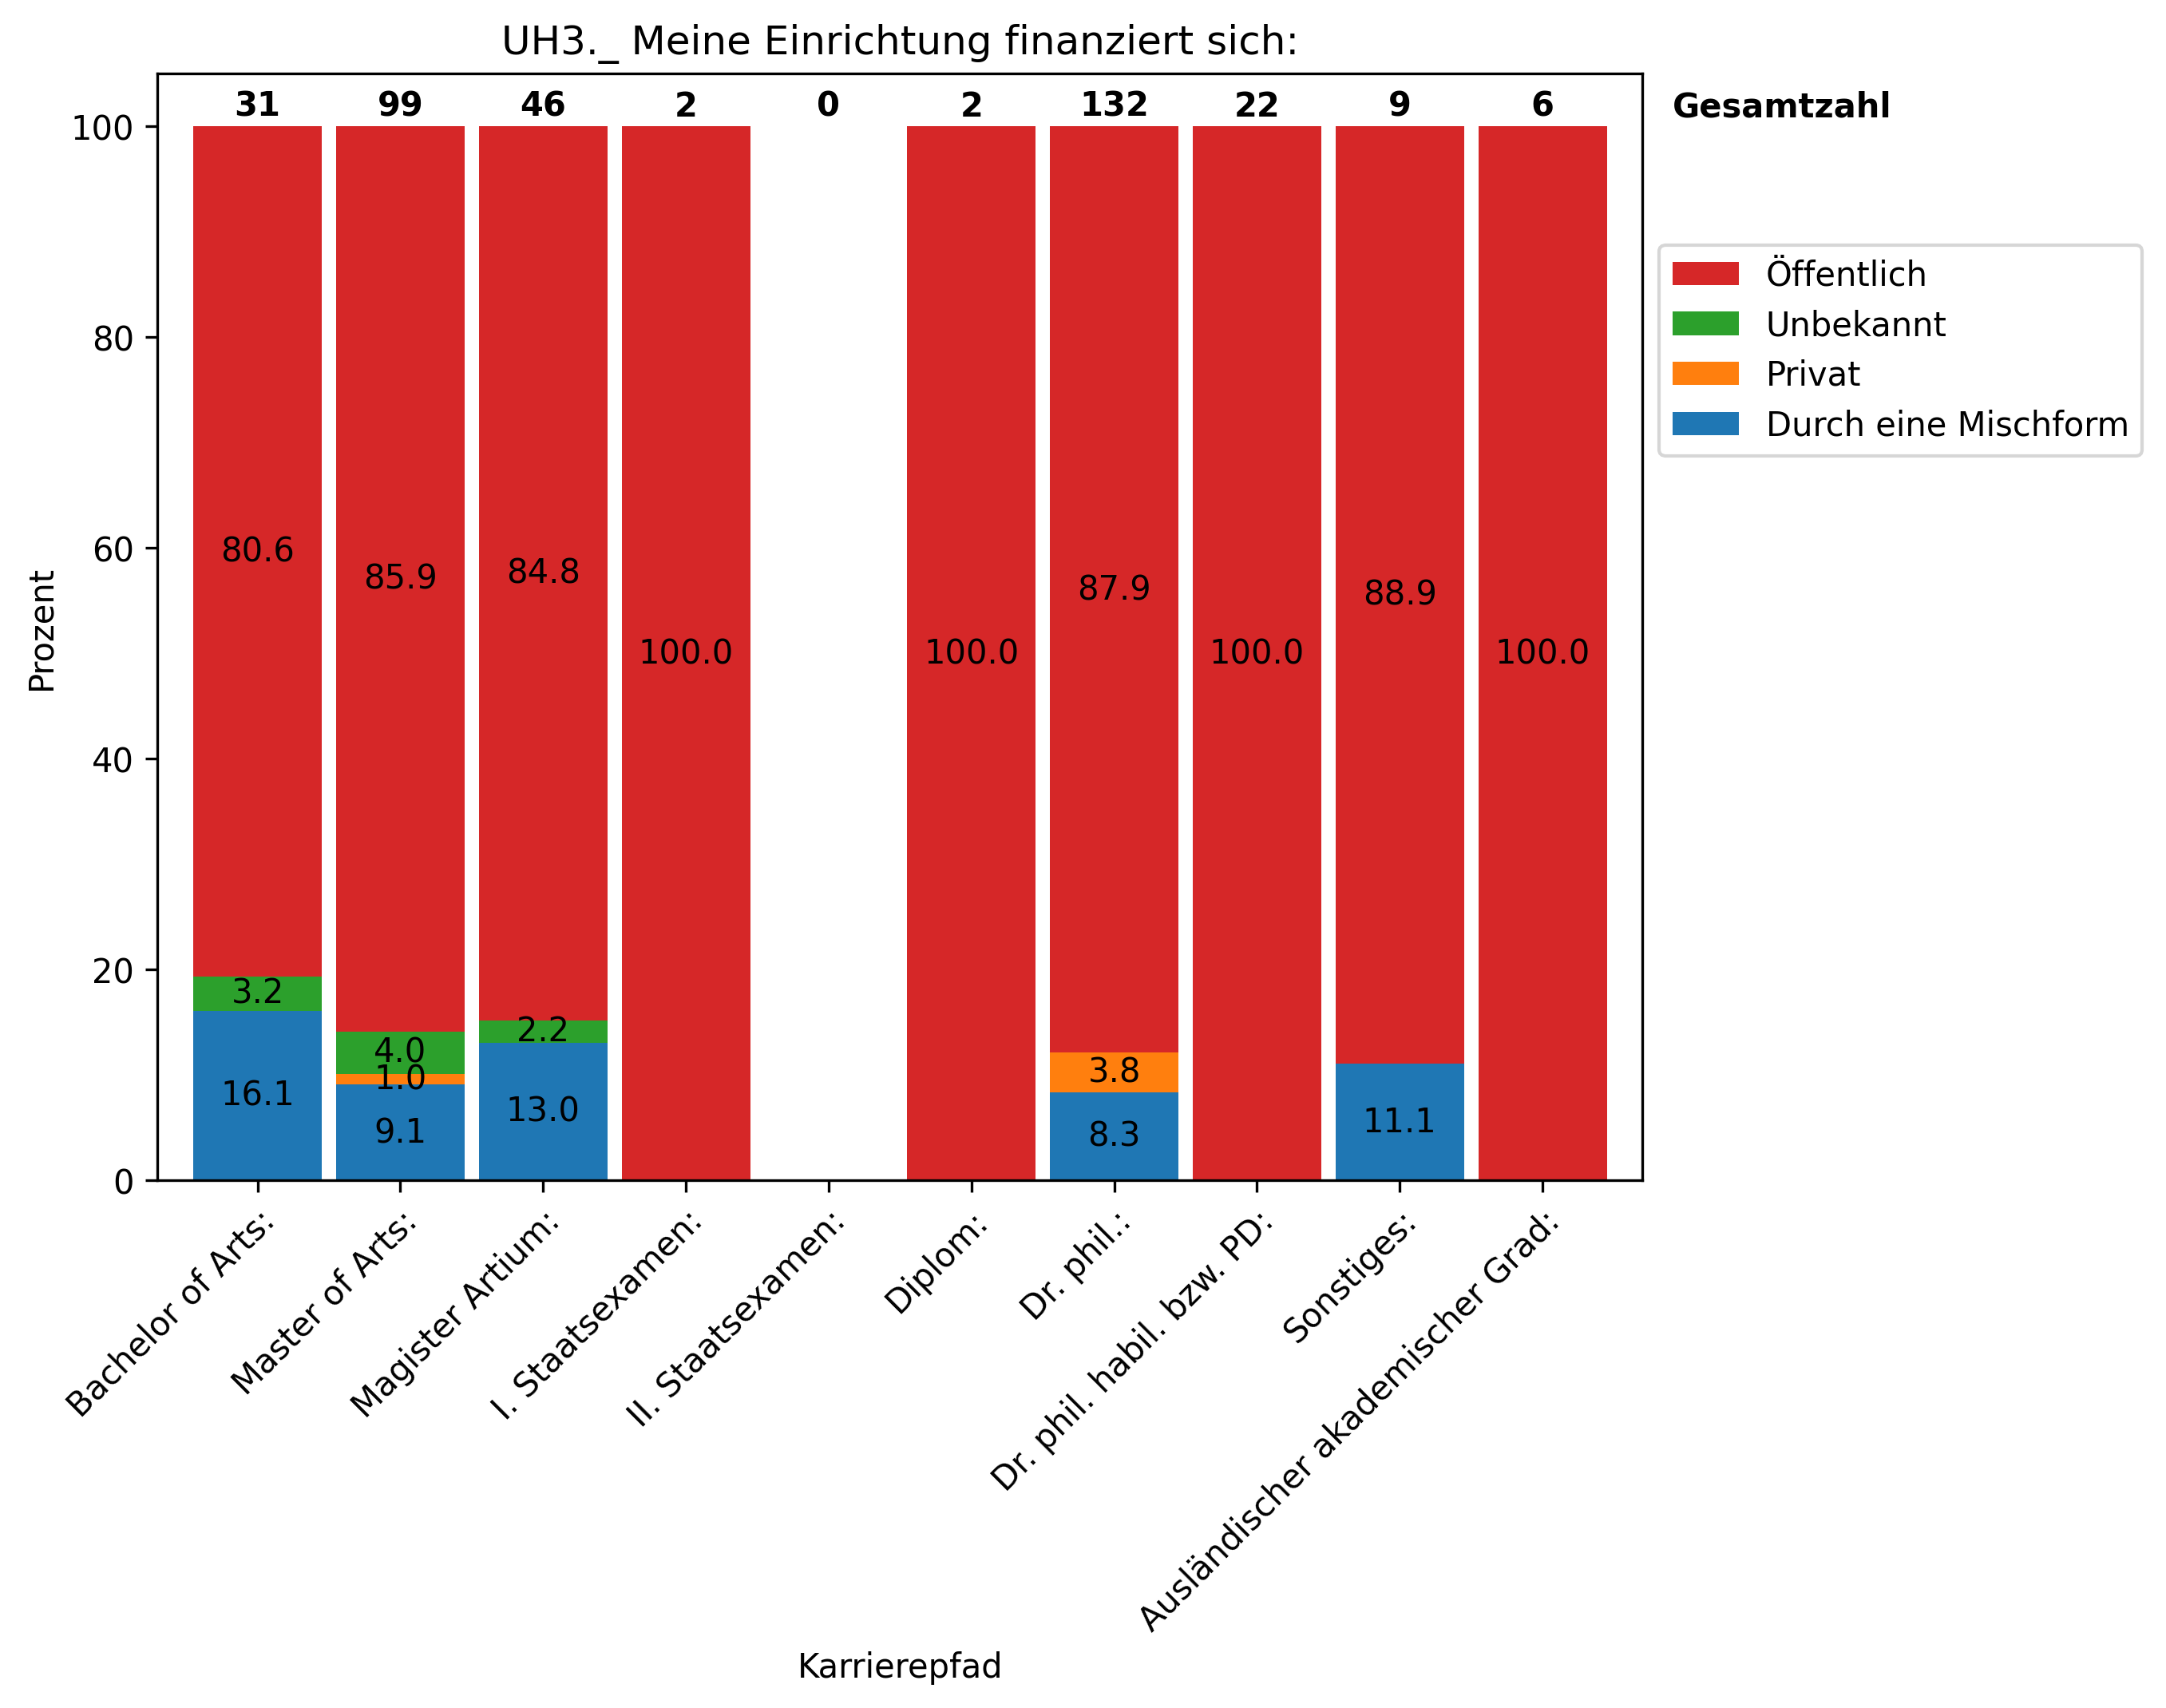 UH3._ Meine Einrichtung finanziert sich:
31 99 46 2 0 2 132 22 9 6 Gesamtzahl
100
80
60
40
20
0
Prozent
80.6 85.9 84.8 100.0 100.0 87.9 100.0 88.9 100.0
3.2 4.0 2.2
1.0 3.8
16.1 9.1 13.0 8.3 11.1
Öffentlich
Unbekannt
Privat
Durch eine Mischform
Bachelor of Arts:
Master of Arts:
Magister Artium:
I. Staatsexamen:
II. Staatsexamen:
Diplom:
Dr. phil.:
Dr. phil. habil. bzw. PD:
Sonstiges:
Ausländischer akademischer Grad:
Karrierepfad